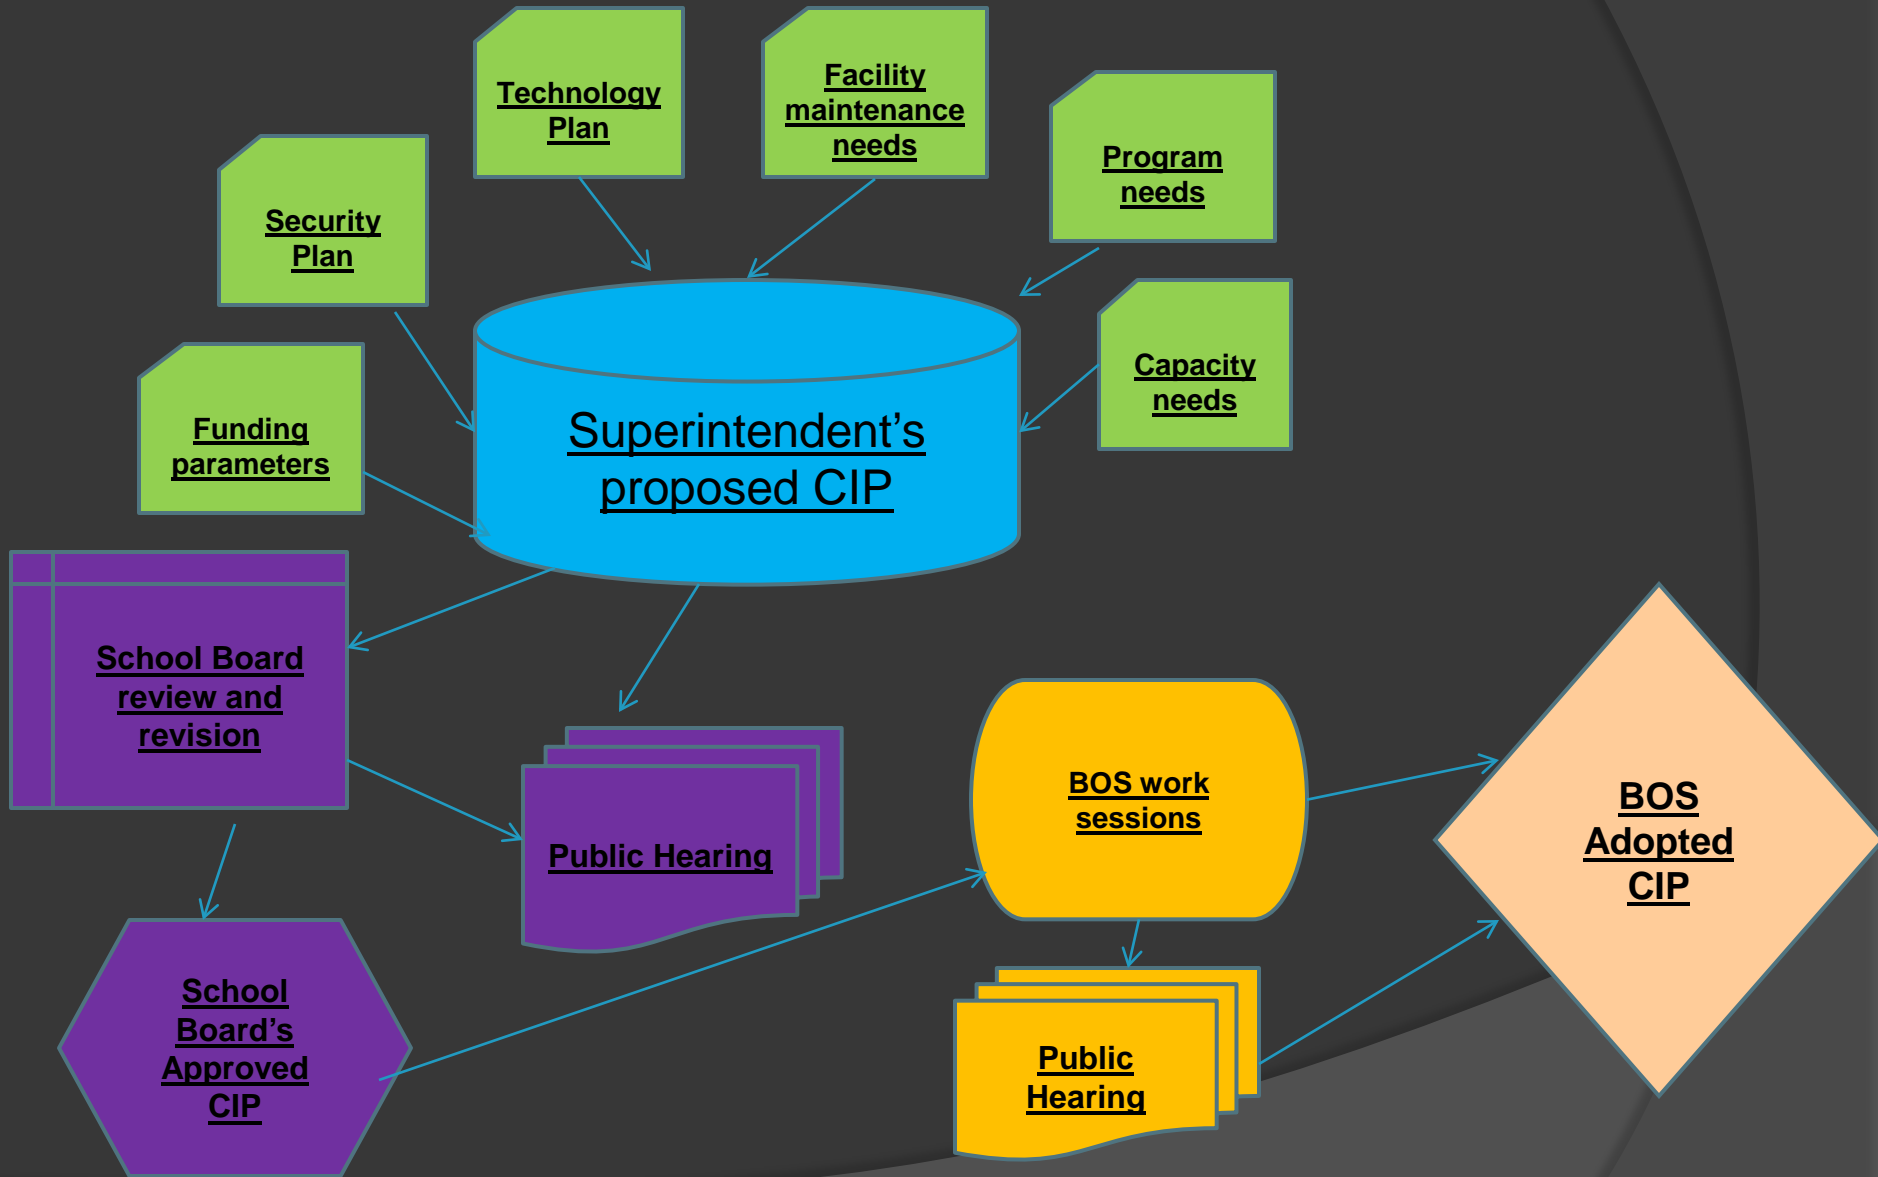 Technology
Plan
Facility
maintenance
needs
Program
needs
Security
Plan
Capacity
needs
Funding
parameters
Superintendent’s
proposed CIP
School Board
review and
revision
Public Hearing
BOS work
sessions
BOS
Adopted
CIP
School
Board’s
Approved
CIP
Public
Hearing